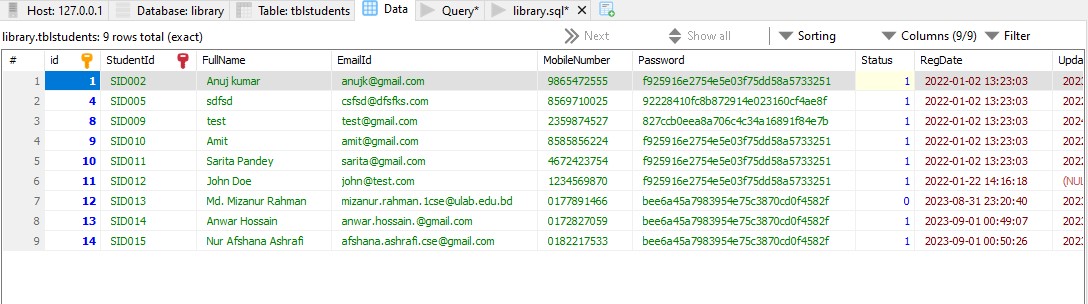 Host: 127.0.0.1 Database: library Table: tblstudents Data Query* library.sql*
library.tblstudents: 9 rows total (exact) Next Show all Sorting Columns (9/9) Filter
# id StudentId FullName EmailId MobileNumber Password Status RegDate Upda
1 1 SID002 Anuj kumar anujk@gmail.com 9865472555 f925916e2754e5e03f75dd58a5733251 1 2022-01-02 13:23:03 2023
2 4 SID005 sdfsd csfsd@dfsfks.com 8569710025 92228410fc8b872914e023160cf4ae8f 1 2022-01-02 13:23:03 2023
3 8 SID009 test test@gmail.com 2359874527 827ccb0eea8a706c4c34a16891f84e7b 1 2022-01-02 13:23:03 2024
4 9 SID010 Amit amit@gmail.com 8585856224 f925916e2754e5e03f75dd58a5733251 1 2022-01-02 13:23:03 2023
5 10 SID011 Sarita Pandey sarita@gmail.com 4672423754 f925916e2754e5e03f75dd58a5733251 1 2022-01-02 13:23:03 2023
6 11 SID012 John Doe john@test.com 1234569870 f925916e2754e5e03f75dd58a5733251 1 2022-01-22 14:16:18 (NUL
7 12 SID013 Md. Mizanur Rahman mizanur.rahman.1cse@ulab.edu.bd 0177891466 bee6a45a7983954e75c3870cd0f4582f 0 2023-08-31 23:20:40 2023
8 13 SID014 Anwar Hossain anwar.hossain.@gmail.com 0172827059 bee6a45a7983954e75c3870cd0f4582f 1 2023-09-01 00:49:07 2023
9 14 SID015 Nur Afshana Ashrafi afshana.ashrafi.cse@gmail.com 0182217533 bee6a45a7983954e75c3870cd0f4582f 1 2023-09-01 00:50:26 2023